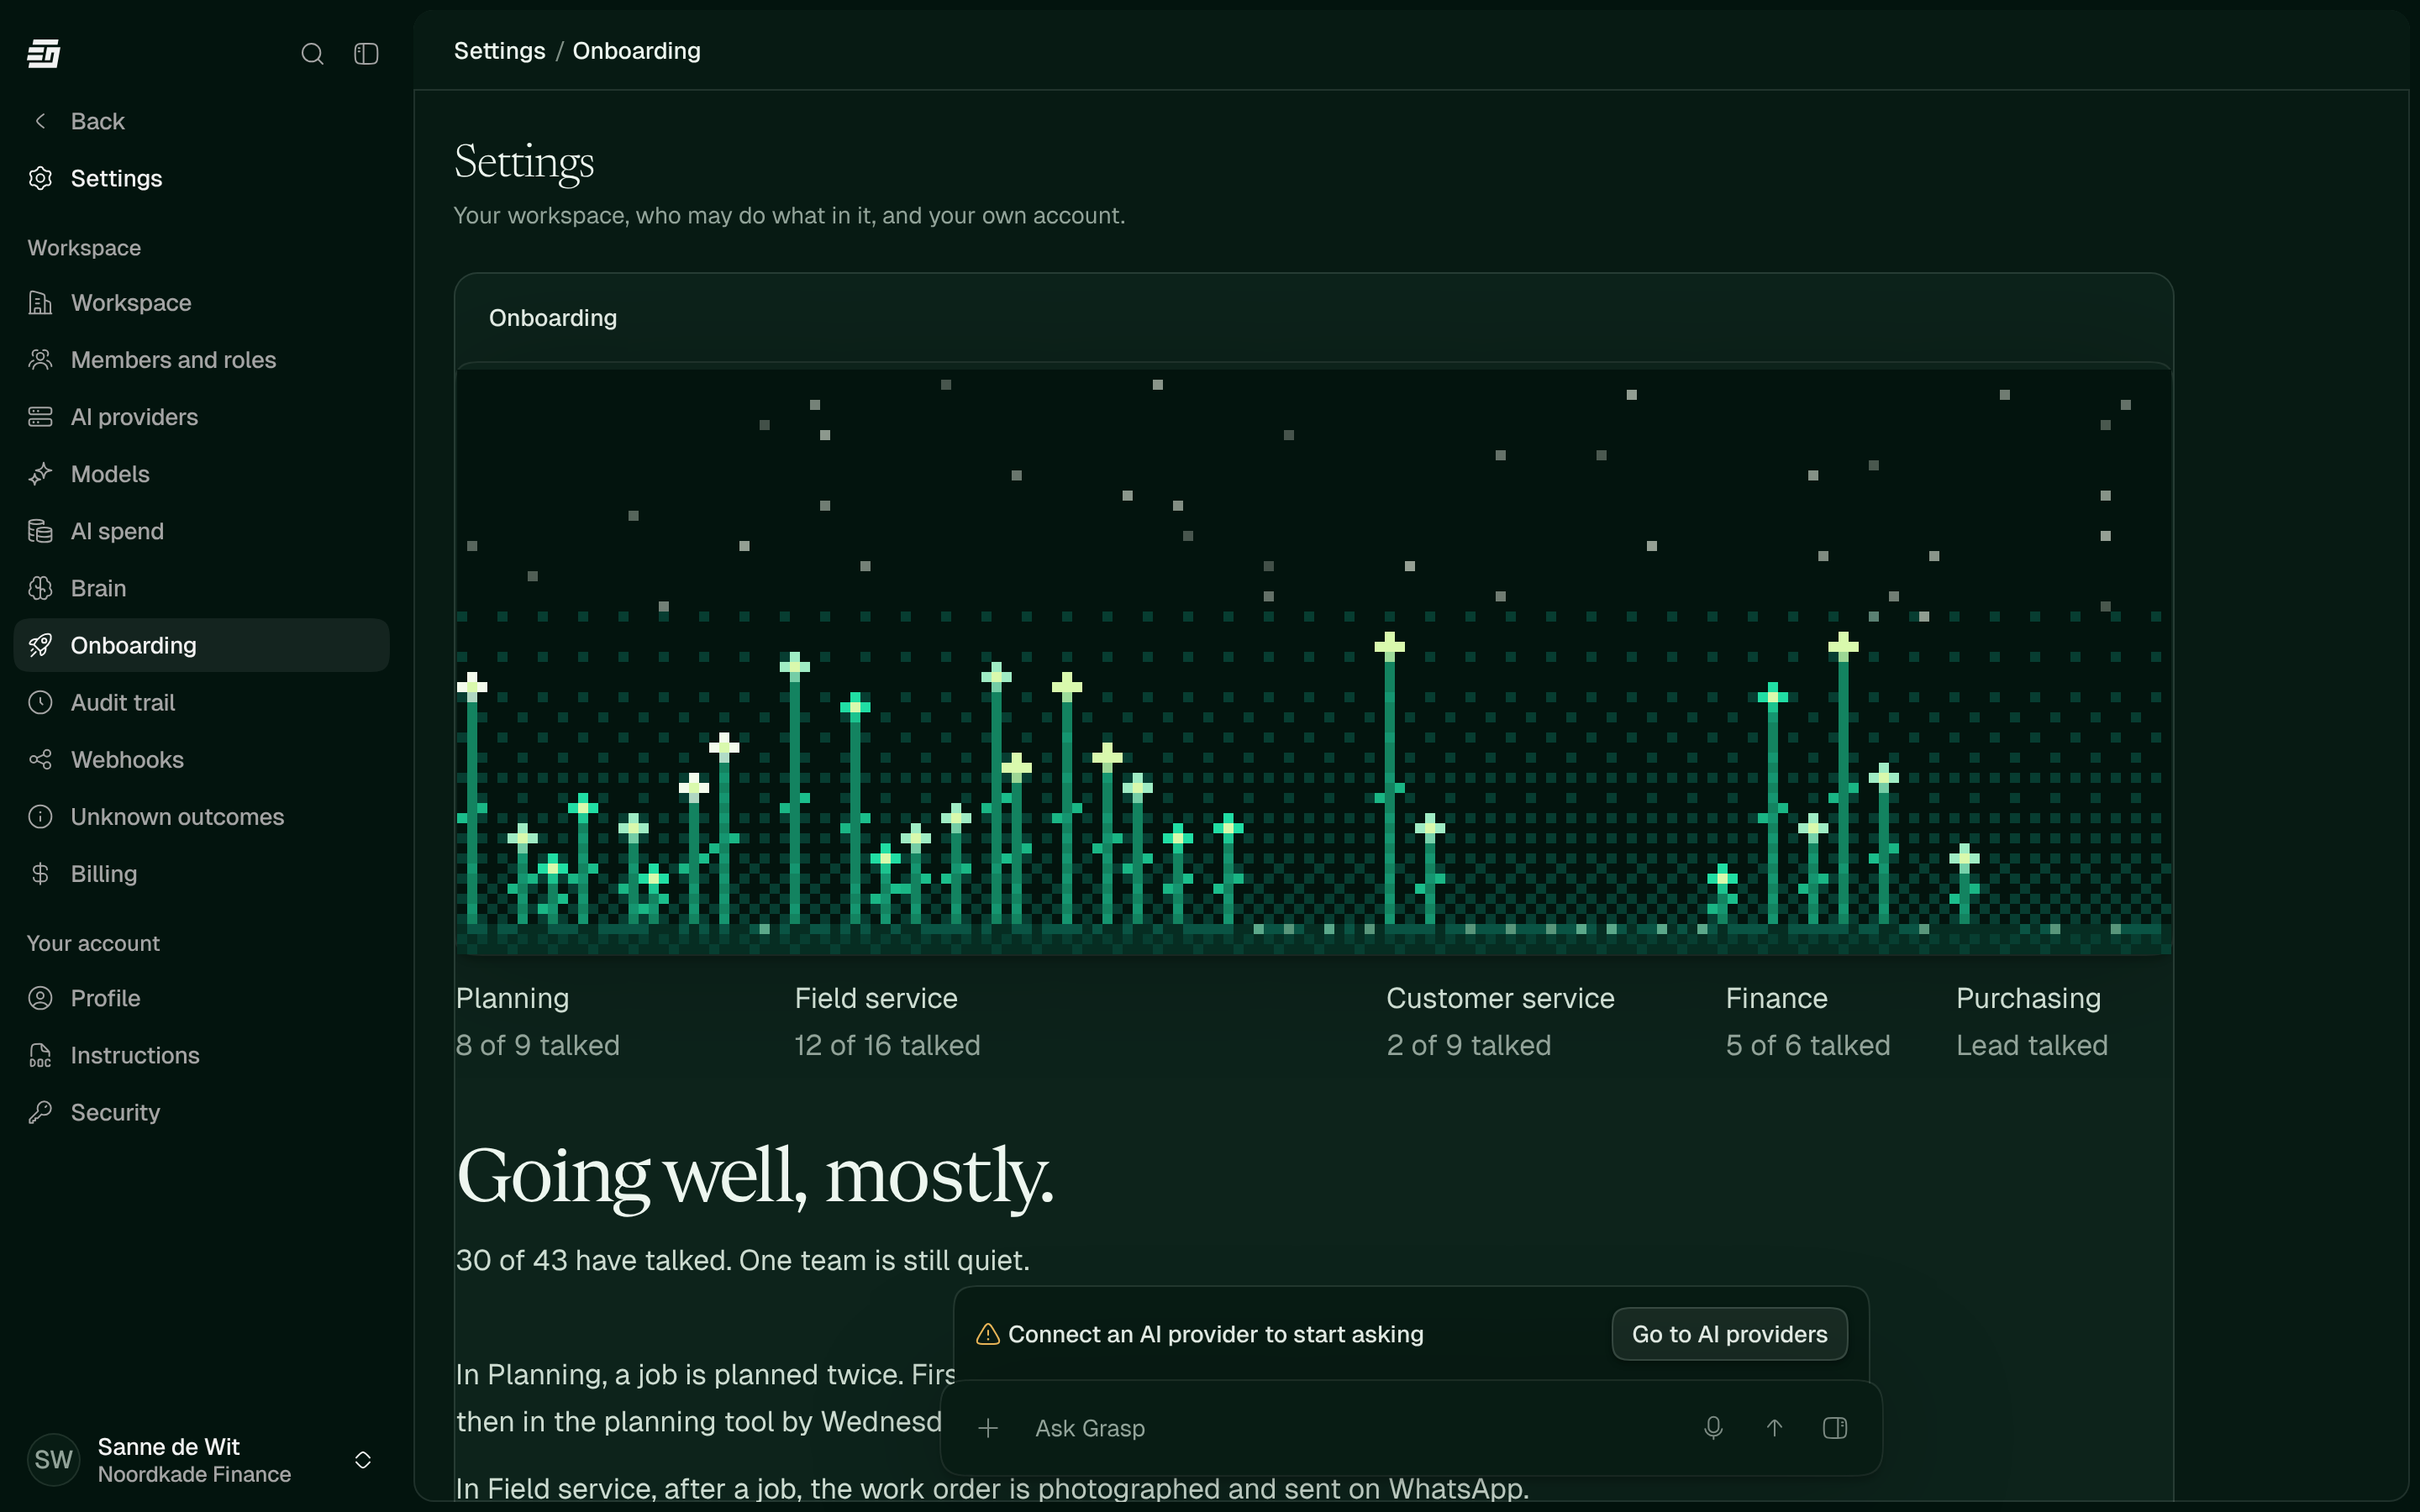 Back
Settings
Workspace
Workspace
Members and roles
AI providers
Models
AI spend
Brain
Onboarding
Audit trail
Webhooks
Unknown outcomes
Billing
Your account
Profile
Instructions
DOC
Security
SW
Sanne de Wit
Noordkade Finance
Settings / Onboarding
Settings
Your workspace, who may do what in it, and your own account.
Onboarding
Planning
8 of 9 talked
Field service
12 of 16 talked
Customer service
2 of 9 talked
Finance
5 of 6 talked
Purchasing
Lead talked
Going well, mostly.
30 of 43 have talked. One team is still quiet.
In Planning, a job is planned twice.
then in the planning tool by
In Field service, after a job, the work order is photographed and sent on WhatsApp.
Connect an AI provider to start asking
Go to AI providers
Ask Grasp